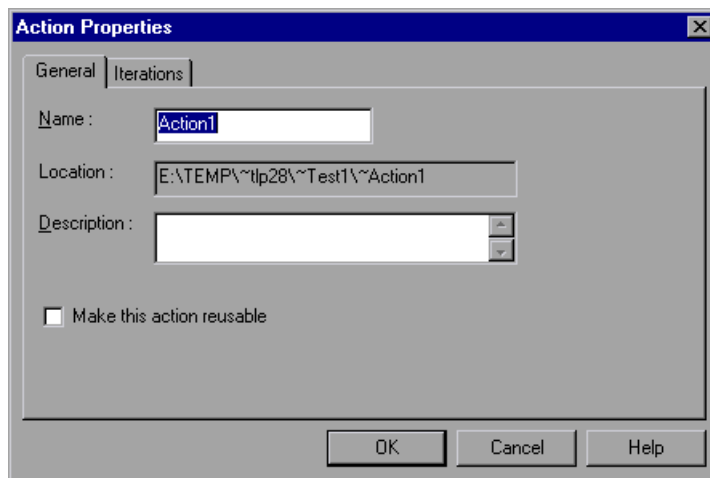 Action Properties
General Iterations
Name : Action1
Location : E:\TEMP\~tlp28\~Test1\~Action1
Description :
Make this action reusable
OK Cancel Help